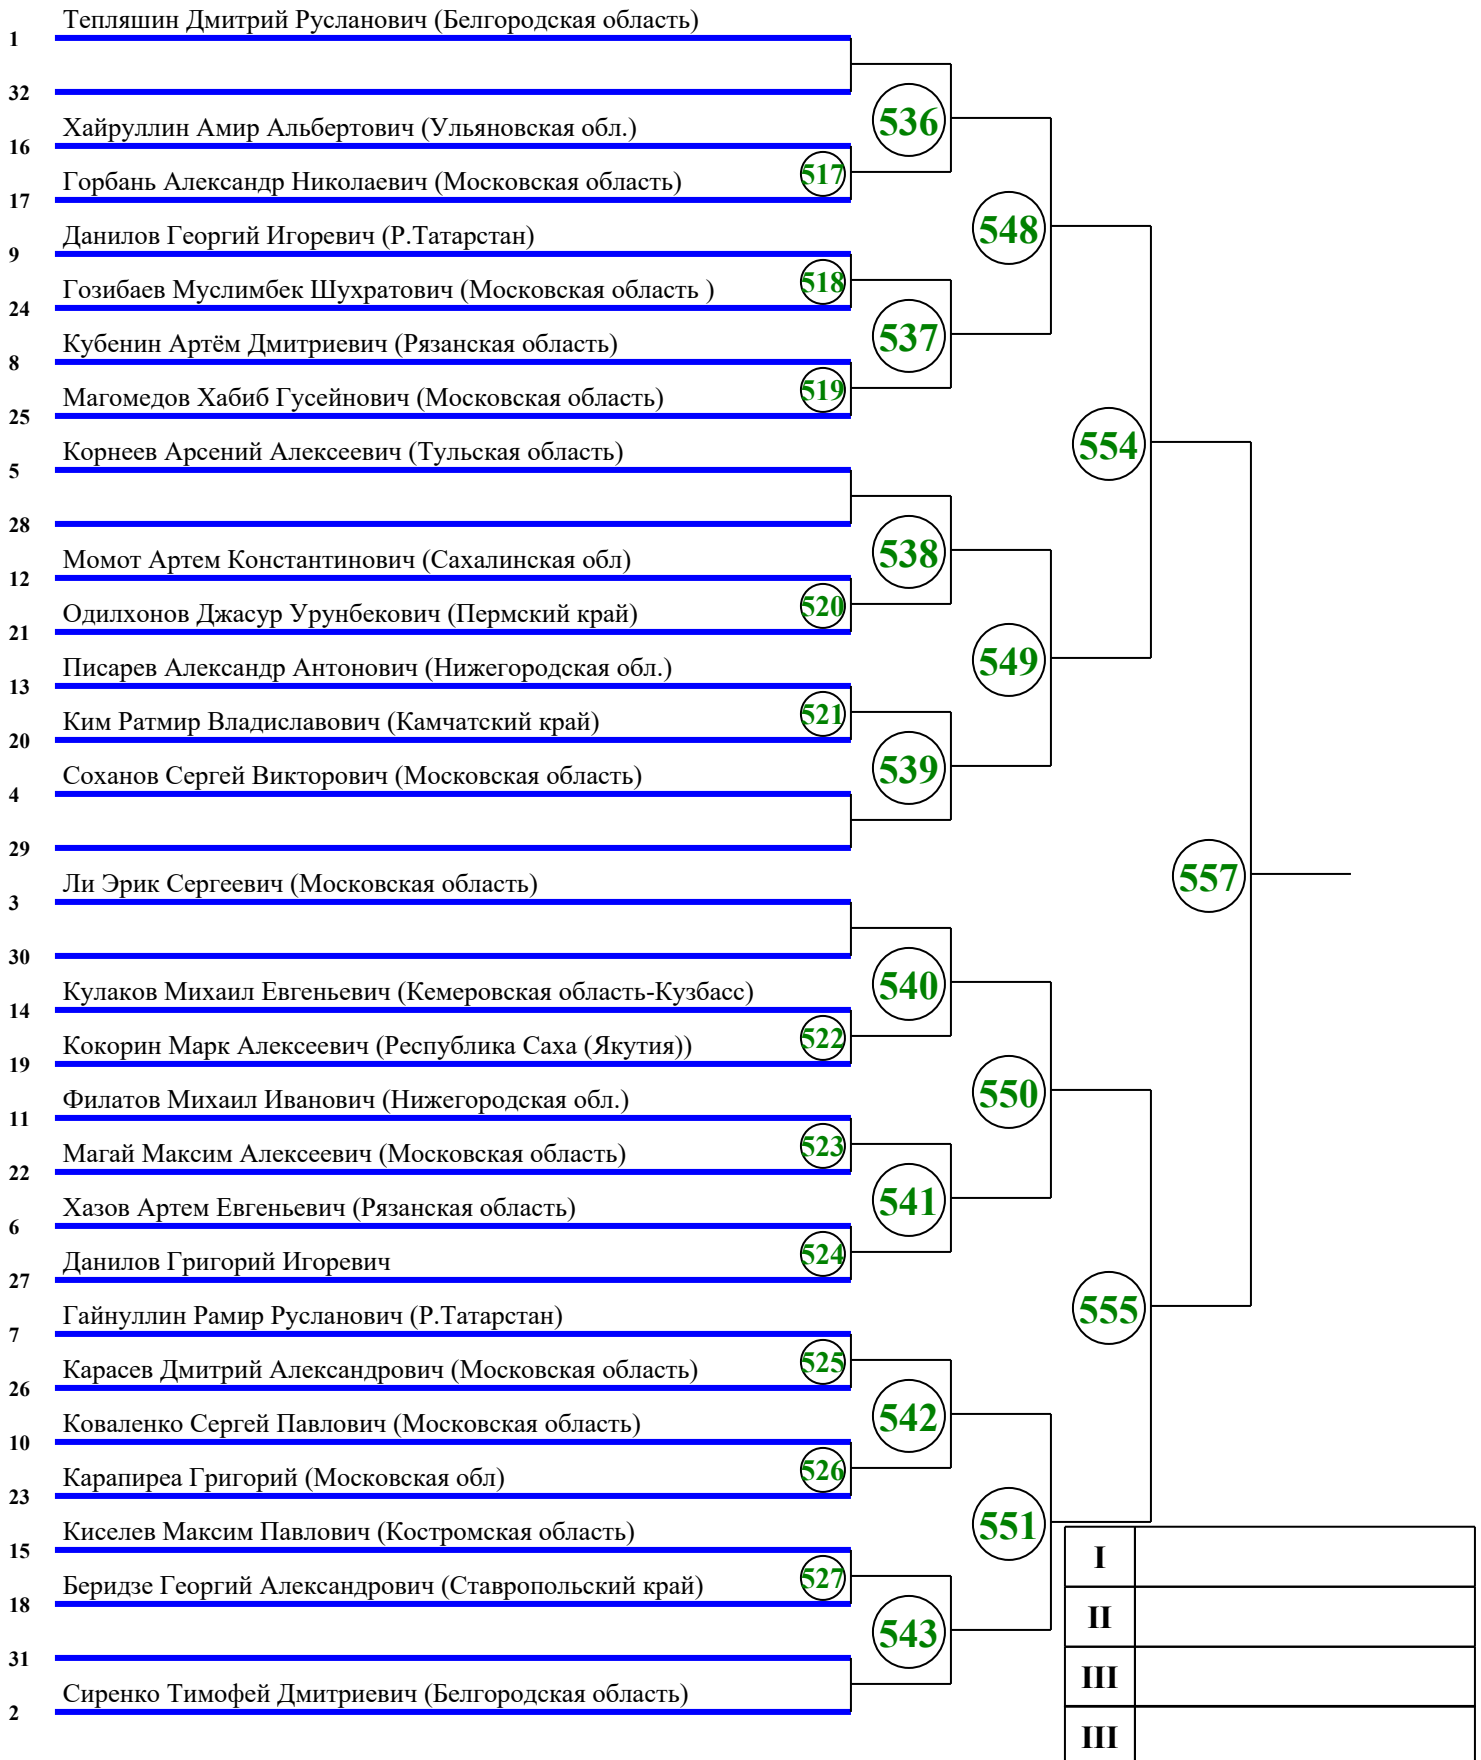 Тепляшин Дмитрий Русланович (Белгородская область)
1
32
536
Хайруллин Амир Альбертович (Ульяновская обл.)
16
517
Горбань Александр Николаевич (Московская область)
17
548
Данилов Георгий Игоревич (Р.Татарстан)
9
518
Гозибаев Муслимбек Шухратович (Московская область )
24
537
Кубенин Артём Дмитриевич (Рязанская область)
8
519
Магомедов Хабиб Гусейнович (Московская область)
25
554
Корнеев Арсений Алексеевич (Тульская область)
5
28
538
Момот Артем Константинович (Сахалинская обл)
12
520
Одилхонов Джасур Урунбекович (Пермский край)
21
549
Писарев Александр Антонович (Нижегородская обл.)
13
521
Ким Ратмир Владиславович (Камчатский край)
20
539
Соханов Сергей Викторович (Московская область)
4
29
557
Ли Эрик Сергеевич (Московская область)
3
30
540
Кулаков Михаил Евгеньевич (Кемеровская область-Кузбасс)
14
522
Кокорин Марк Алексеевич (Республика Саха (Якутия))
19
550
Филатов Михаил Иванович (Нижегородская обл.)
11
523
Магай Максим Алексеевич (Московская область)
22
541
Хазов Артем Евгеньевич (Рязанская область)
6
524
Данилов Григорий Игоревич
27
555
Гайнуллин Рамир Русланович (Р.Татарстан)
7
525
Карасев Дмитрий Александрович (Московская область)
26
542
Коваленко Сергей Павлович (Московская область)
10
526
Карапиреа Григорий (Московская обл)
23
551
Киселев Максим Павлович (Костромская область)
15
I
527
Беридзе Георгий Александрович (Ставропольский край)
18
II
543
31
III
Сиренко Тимофей Дмитриевич (Белгородская область)
2
III